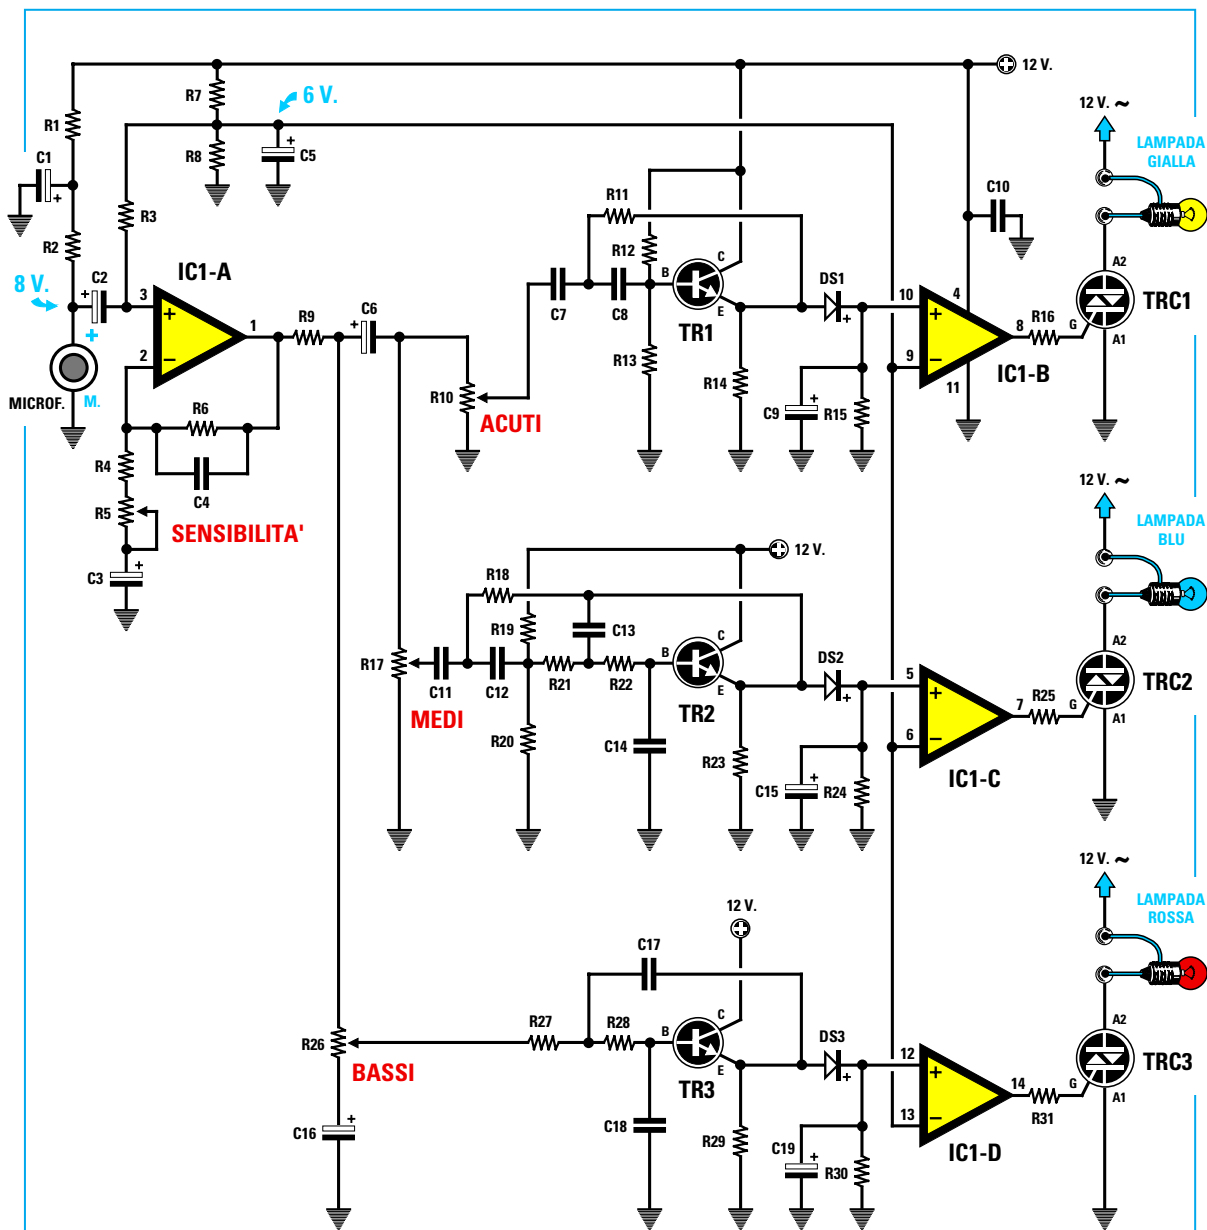 12 V.
R7
6 V.
R1
R8
C5
C1
R3
R2
C2
8 V.
IC1-A
3
1
2
MICROF.
M.
R9
C6
R6
C4
R4
R5
C3
SENSIBILITA'
R10
ACUTI
C7
R11
C8
R12
R13
B
C
E
TR1
R14
DS1
C9
R15
10
9
4
11
8
IC1-B
C10
R16
G
A2
A1
TRC1
12 V. ~
LAMPADA
GIALLA
12 V.
R17
MEDI
C11
R18
C12
R19
R20
R21
C13
R22
C14
B
C
E
TR2
R23
DS2
C15
R24
5
6
7
IC1-C
R25
G
A2
A1
TRC2
12 V. ~
LAMPADA
BLU
12 V.
R26
BASSI
C16
R27
C17
R28
C18
B
C
E
TR3
R29
DS3
C19
R30
12
13
14
IC1-D
R31
G
A2
A1
TRC3
12 V. ~
LAMPADA
ROSSA